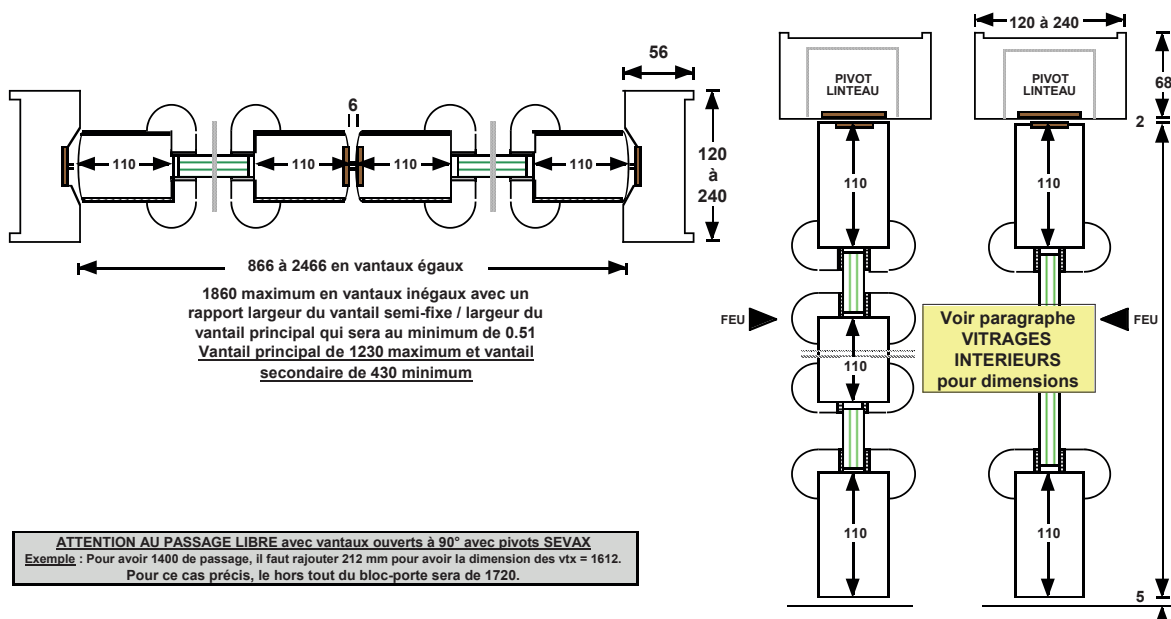 56
6
110
110
110
110
120
à
240
866 à 2466 en vantaux égaux
1860 maximum en vantaux inégaux avec un
rapport largeur du vantail semi-fixe / largeur du
vantail principal qui sera au minimum de 0.51
Vantail principal de 1230 maximum et vantail
secondaire de 430 minimum
ATTENTION AU PASSAGE LIBRE avec vantaux ouverts à 90° avec pivots SEVAX
Exemple : Pour avoir 1400 de passage, il faut rajouter 212 mm pour avoir la dimension des vtx = 1612.
Pour ce cas précis, le hors tout du bloc-porte sera de 1720.
120 à 240
PIVOT
LINTEAU
PIVOT
LINTEAU
68
2
110
110
FEU
Voir paragraphe
VITRAGES
INTERIEURS
pour dimensions
FEU
110
110
110
5